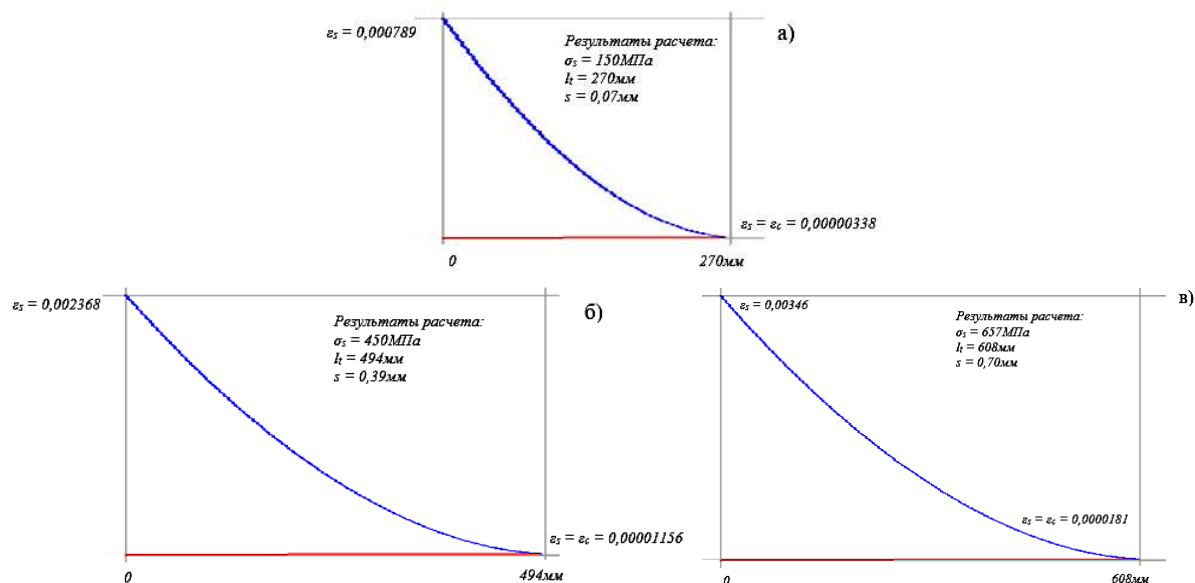 а)
εs = 0,000789
Результаты расчета:
σs = 150МПа
lt = 270мм
s = 0,07мм
εs = εc = 0,00000338
0
270мм
б)
εs = 0,002368
Результаты расчета:
σs = 450МПа
lt = 494мм
s = 0,39мм
εs = εc = 0,00001156
0
494мм
в)
εs = 0,00346
Результаты расчета:
σs = 657МПа
lt = 608мм
s = 0,70мм
εs = εc = 0,0000181
0
608мм